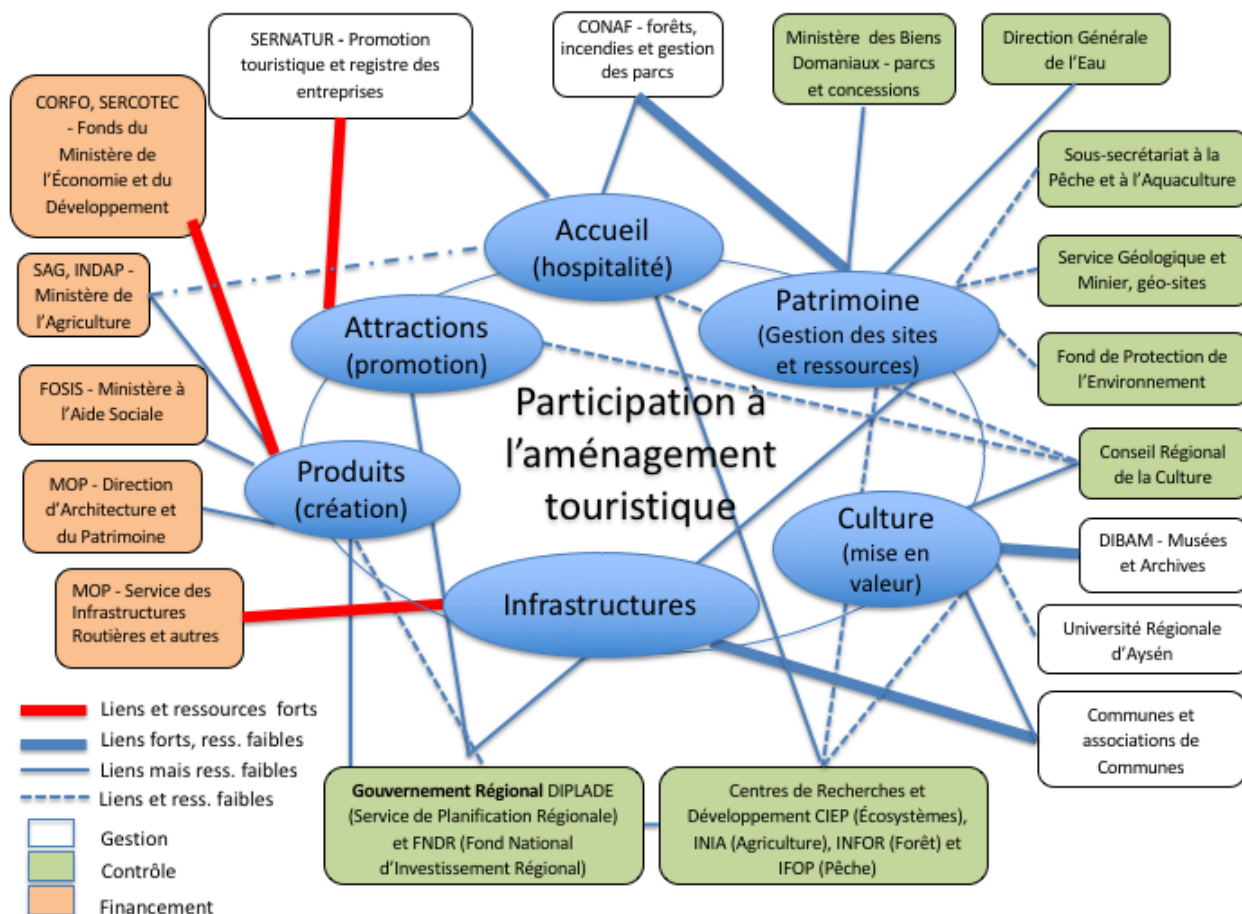 SERNATUR - Promotion
touristique et registre des
entreprises
CONAF - forêts,
incendies et gestion
des parcs
Ministère des Biens
Domaniaux - parcs
et concessions
Direction Générale
de l'Eau
CORFO, SERCOTEC
- Fonds du
Ministère de
l'Économie et du
Développement
Sous-secrétariat à la
Pêche et à l'Aquaculture
SAG, INDAP -
Ministère de
l'Agriculture
Service Géologique et
Minier, géo-sites
FOSIS - Ministère à
l'Aide Sociale
Fond de Protection de
l'Environnement
MOP - Direction
d'Architecture et
du Patrimoine
Conseil Régional
de la Culture
MOP - Service des
Infrastructures
Routières et autres
DIBAM - Musées
et Archives
Université Régionale
d'Aysén
Communes et
associations de
Communes
Accueil
(hospitalité)
Attractions
(promotion)
Patrimoine
(Gestion des sites
et ressources)
Participation à
l'aménagement
touristique
Produits
(création)
Culture
(mise en
valeur)
Infrastructures
Liens et ressources forts
Liens forts, ress. faibles
Liens mais ress. faibles
Liens et ress. faibles
Gestion
Contrôle
Financement
Gouvernement Régional DIPLADE
(Service de Planification Régionale)
et FNDR (Fond National
d'Investissement Régional)
Centres de Recherches et
Développement CIEP (Écosystèmes),
INIA (Agriculture), INFOR (Forêt) et
IFOP (Pêche)